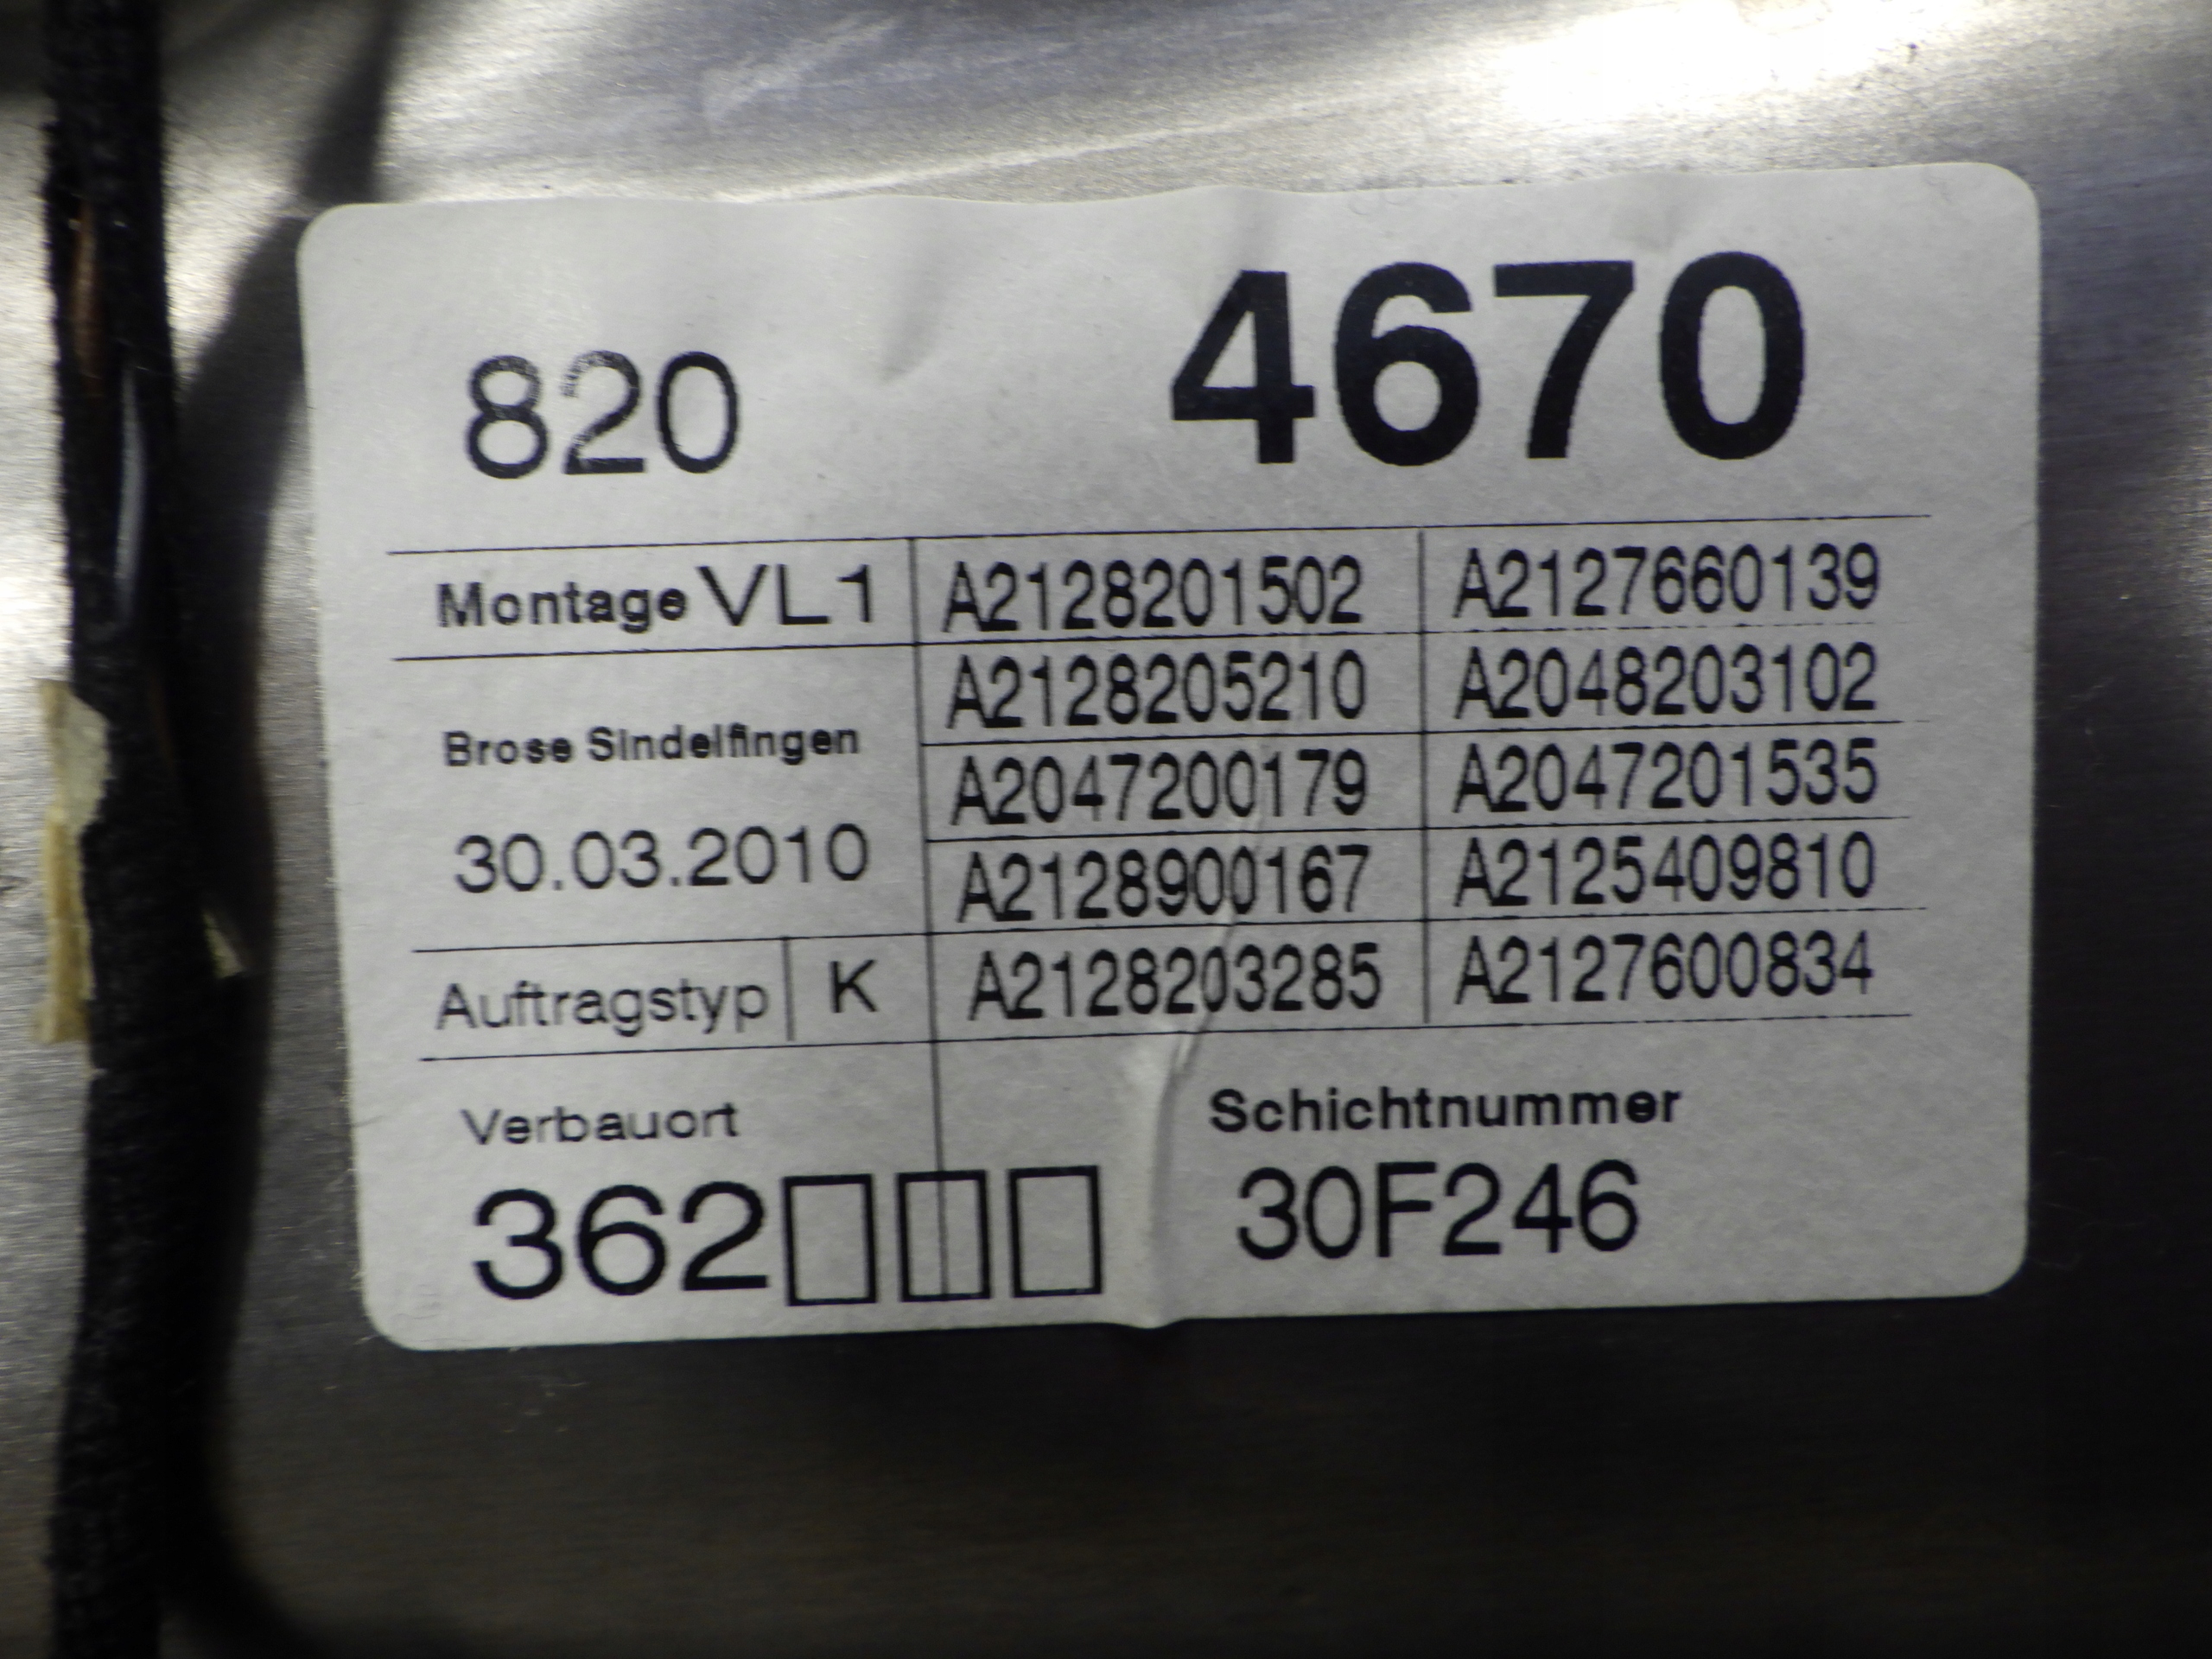 820 4670
Montage VL1 A2128201502 A2127660139
A2128205210 A2048203102
Brose Sindelfingen
A2047200179 A2047201535
30.03.2010 A2128900167 A2125409810
Auftragstyp K A2128203285 A2127600834
Verbauort Schichtnummer
362□□□ 30F246